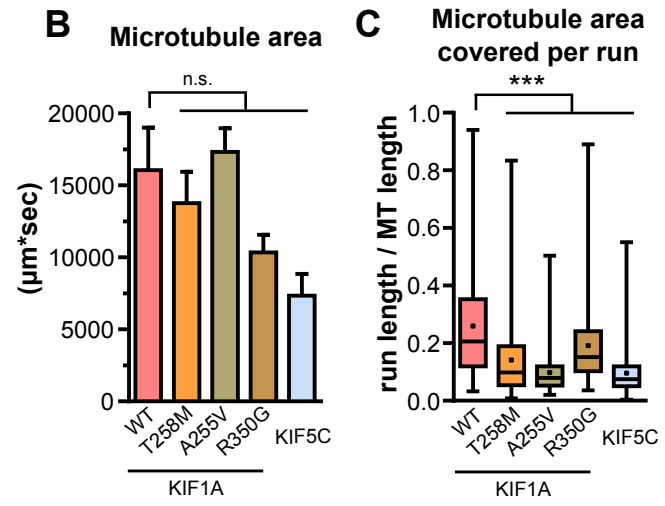 B
Microtubule area
n.s.
(µm*sec)
20000
15000
10000
5000
0
WT
T258M
A255V
R350G
KIF5C
KIF1A
C
Microtubule area
covered per run
***
run length / MT length
1.0
0.8
0.6
0.4
0.2
0.0
WT
T258M
A255V
R350G
KIF5C
KIF1A